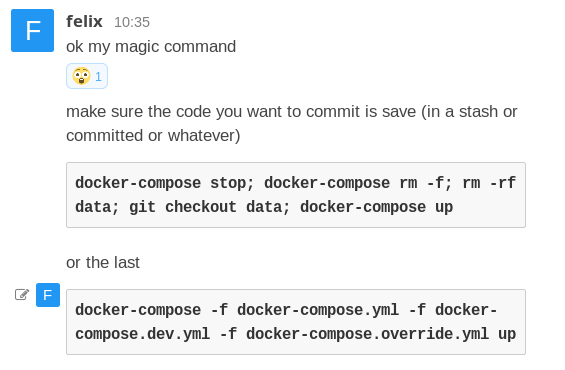 F
felix 10:35
ok my magic command
1
make sure the code you want to commit is save (in a stash or
committed or whatever)
docker-compose stop; docker-compose rm -f; rm -rf
data; git checkout data; docker-compose up
or the last
F
docker-compose -f docker-compose.yml -f docker-
compose.dev.yml -f docker-compose.override.yml up